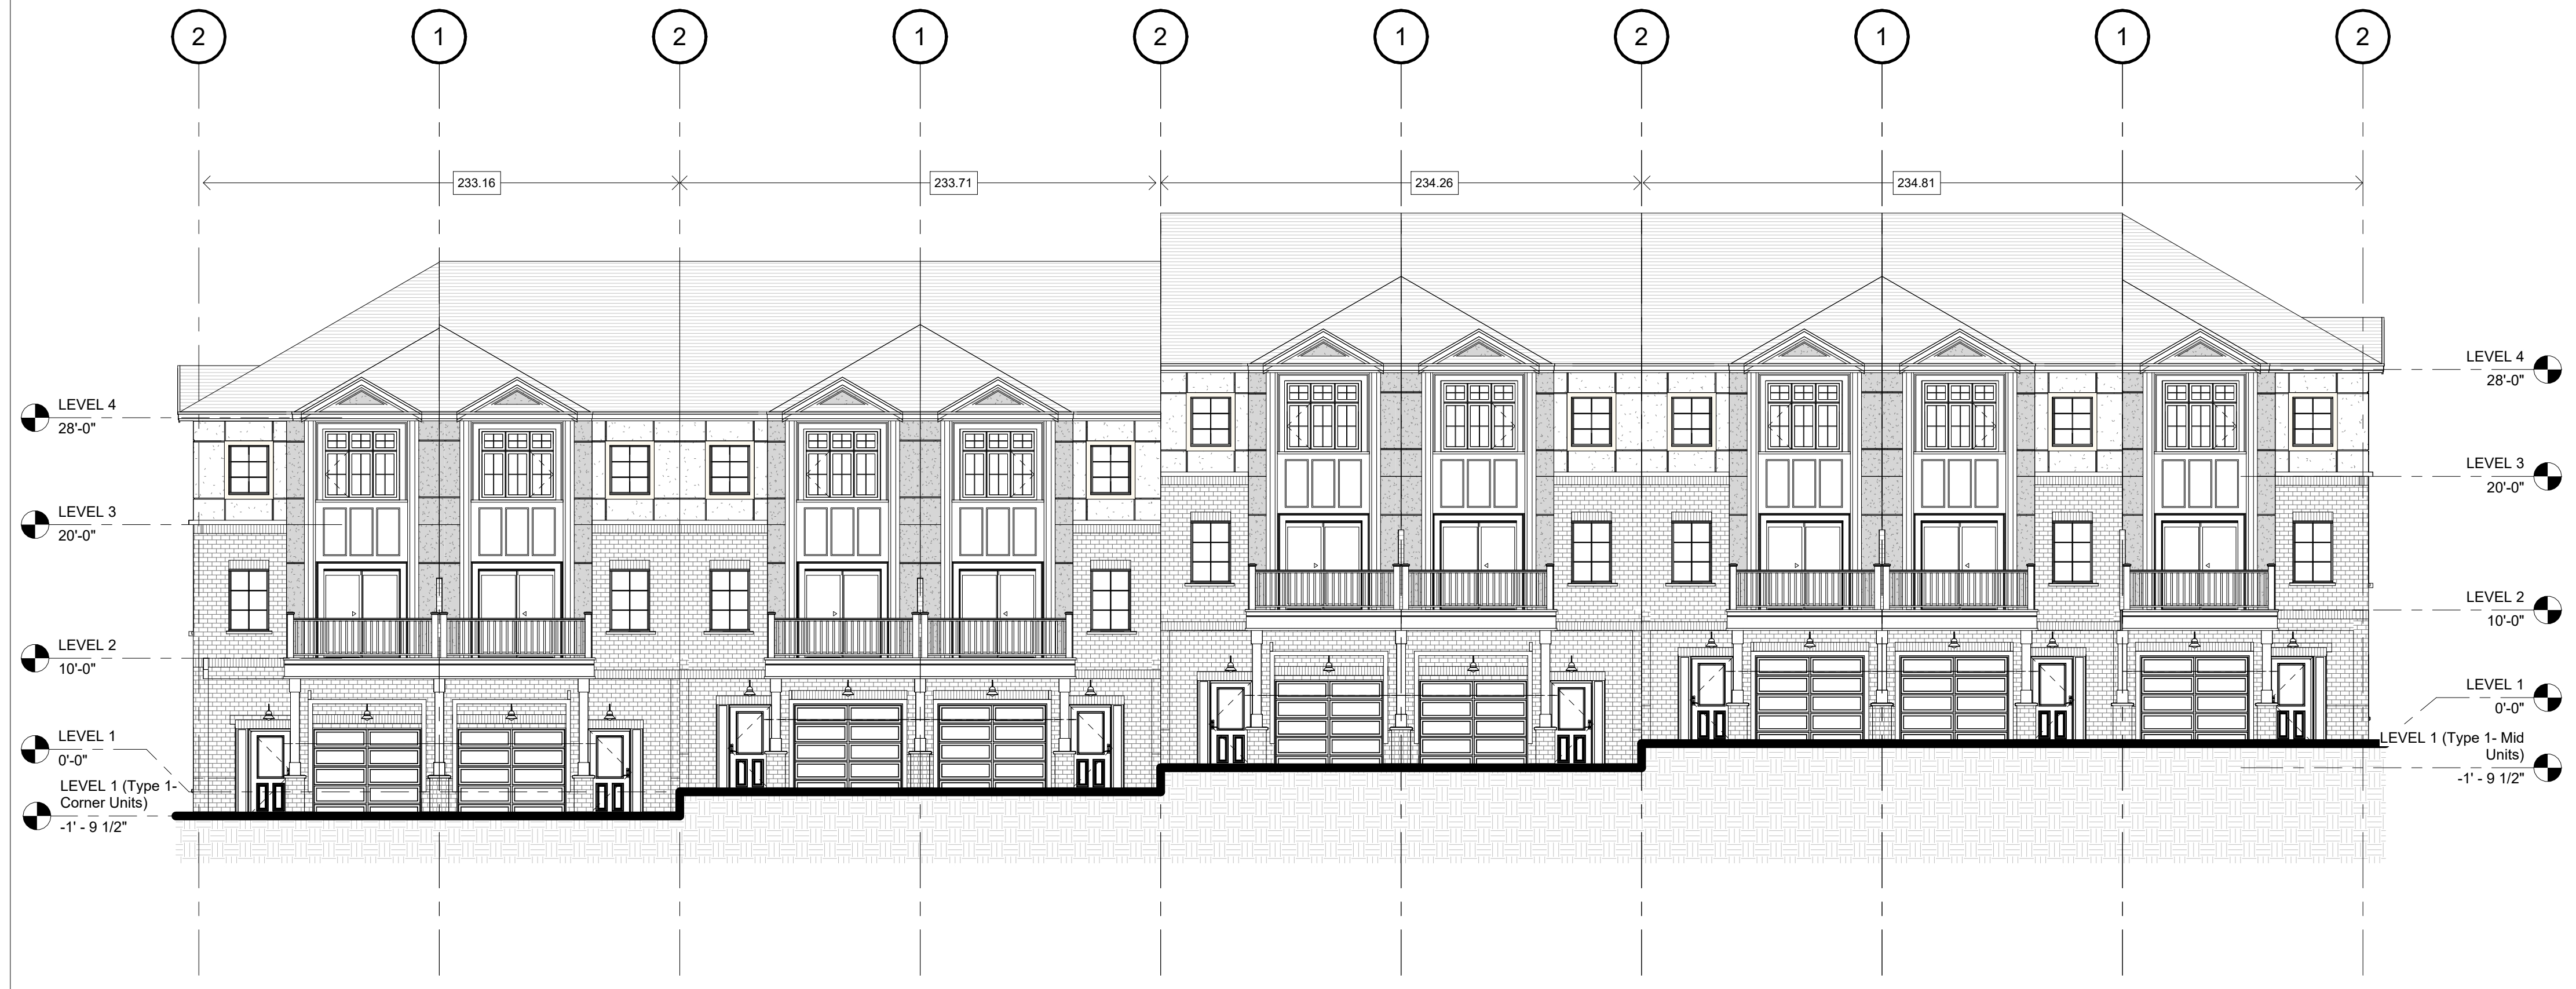 2 1 2 1 2 1 2 1 1 2
233.16 233.71 234.26 234.81
LEVEL 4
28'-0"
LEVEL 3
20'-0"
LEVEL 2
10'-0"
LEVEL 1
0'-0"
LEVEL 1 (Type 1-
Corner Units)
-1' - 9 1/2"
LEVEL 4
28'-0"
LEVEL 3
20'-0"
LEVEL 2
10'-0"
LEVEL 1
0'-0"
LEVEL 1 (Type 1- Mid
Units)
-1' - 9 1/2"